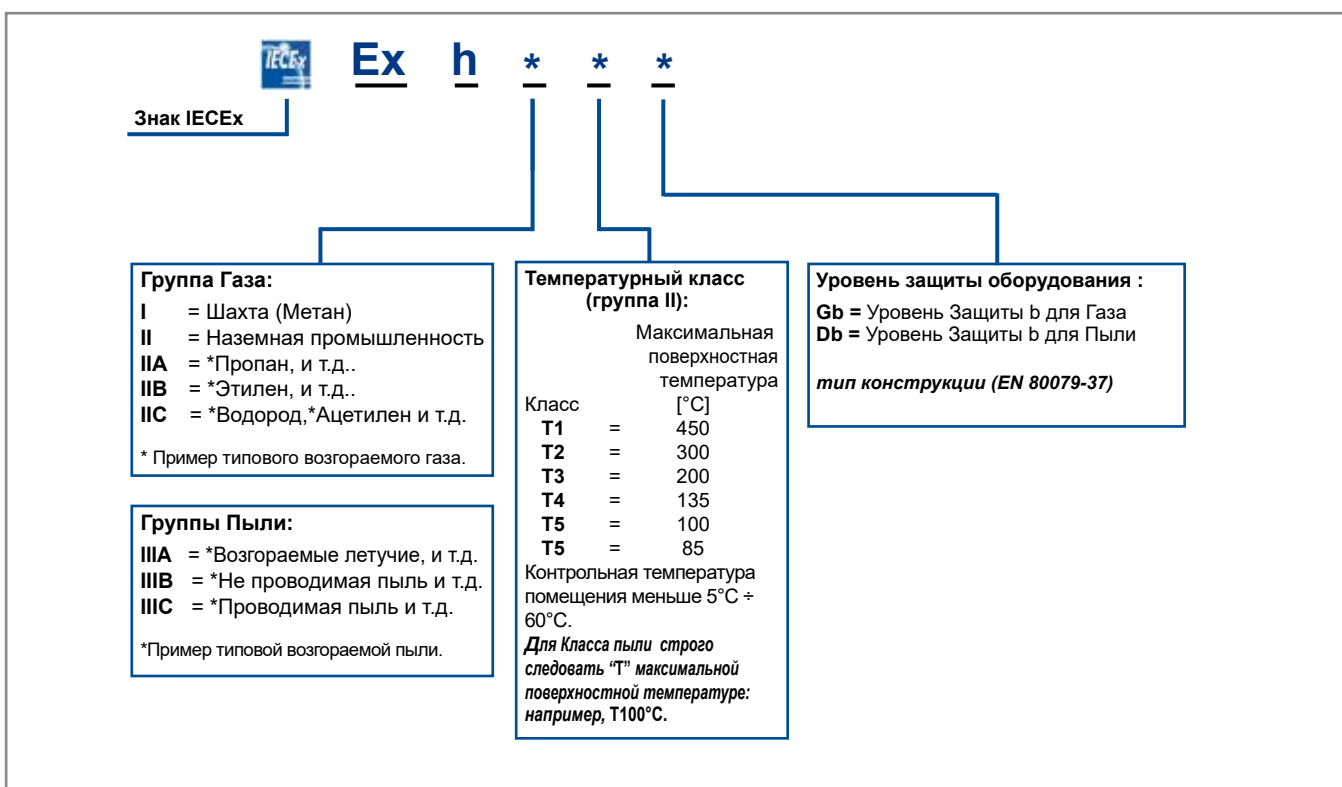 IECEx Ex h * * *
Знак IECEx
Группа Газа:
I = Шахта (Метан)
II = Наземная промышленность
IIA = *Пропан, и т.д..
IIB = *Этилен, и т.д..
IIC = *Водород,*Ацетилен и т.д.
* Пример типового возгораемого газа.
Группы Пыли:
IIIA = *Возгораемые летучие, и т.д.
IIIB = *Не проводимая пыль и т.д.
IIIC = *Проводимая пыль и т.д.
*Пример типовой возгораемой пыли.
Температурный класс
(группа II):
Максимальная
поверхностная
температура
Класс [°C]
T1 = 450
T2 = 300
T3 = 200
T4 = 135
T5 = 100
T5 = 85
Контрольная температура
помещения меньше 5°C ÷
60°C.
Для Класса пыли строго
следовать “T” максимальной
поверхностной температуре:
например, T100°C.
Уровень защиты оборудования :
Gb = Уровень Защиты b для Газа
Db = Уровень Защиты b для Пыли
тип конструкции (EN 80079-37)